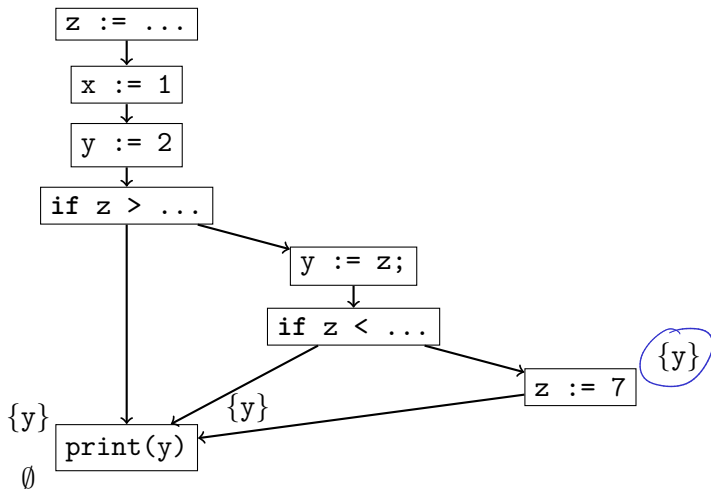 z := ...
x := 1
y := 2
if z > ...
y := z;
if z < ...
{y}
z := 7
{y}
{y}
print(y)
∅